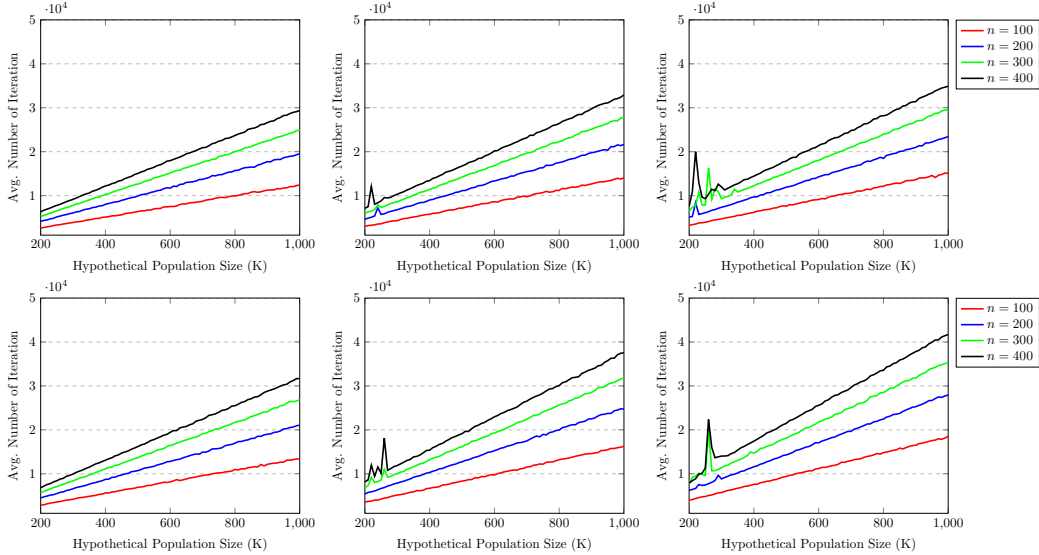 ·10⁴ ·10⁴ ·10⁴
5 5 5
4 4 4
3 3 3
2 2 2
1 1 1
200 400 600 800 1,000 200 400 600 800 1,000 200 400 600 800 1,000
Avg. Number of Iteration Avg. Number of Iteration Avg. Number of Iteration
Hypothetical Population Size (K) Hypothetical Population Size (K) Hypothetical Population Size (K)
n = 100
n = 200
n = 300
n = 400
·10⁴ ·10⁴ ·10⁴
5 5 5
4 4 4
3 3 3
2 2 2
1 1 1
200 400 600 800 1,000 200 400 600 800 1,000 200 400 600 800 1,000
Avg. Number of Iteration Avg. Number of Iteration Avg. Number of Iteration
Hypothetical Population Size (K) Hypothetical Population Size (K) Hypothetical Population Size (K)
n = 100
n = 200
n = 300
n = 400